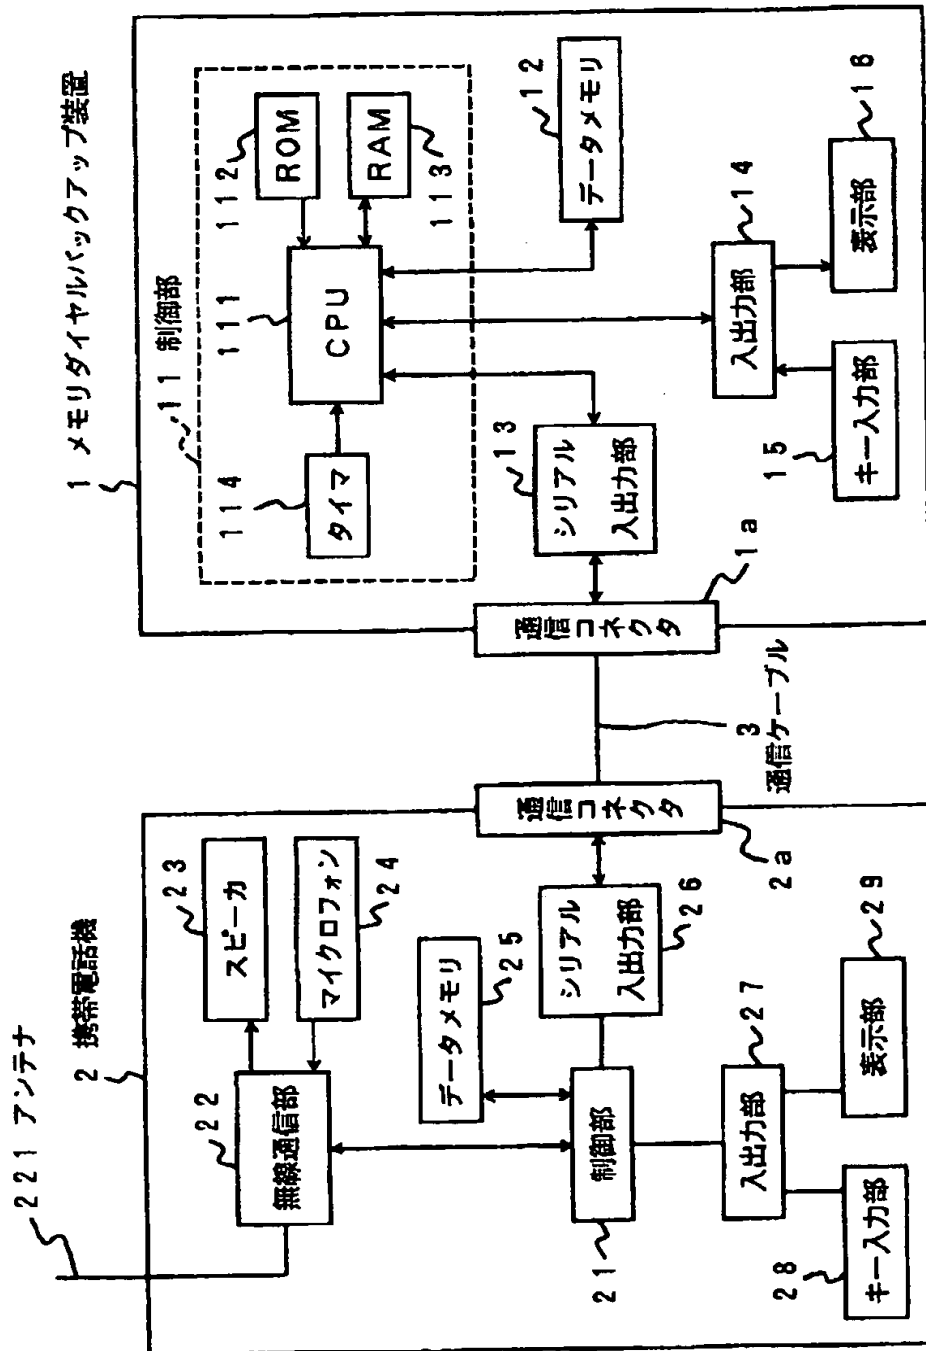 221 アンテナ
2 携帯電話機
22
無線通信部
23
スピーカ
マイクロフォン
24
データメモリ
25
制御部
21
シリアル
入出力部
26
通信コネクタ
2a
入出力部
27
キー入力部
28
表示部
29
3
通信ケーブル
1 メモリダイヤルバックアップ装置
11 制御部
114
タイマ
111
CPU
112
ROM
RAM
113
12
データメモリ
13
シリアル
入出力部
通信コネクタ
1a
14
入出力部
15
キー入力部
16
表示部